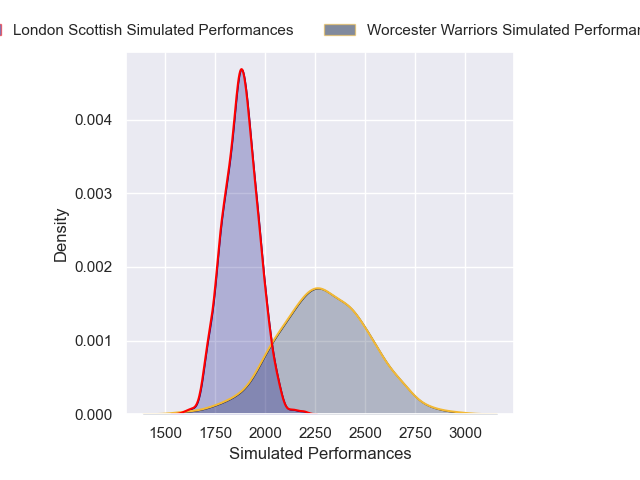 London Scottish Simulated Performances
Worcester Warriors Simulated
0.004
0.003
0.002
0.001
0.000
Density
1500 1750 2000 2250 2500 2750 3000
Simulated Performances